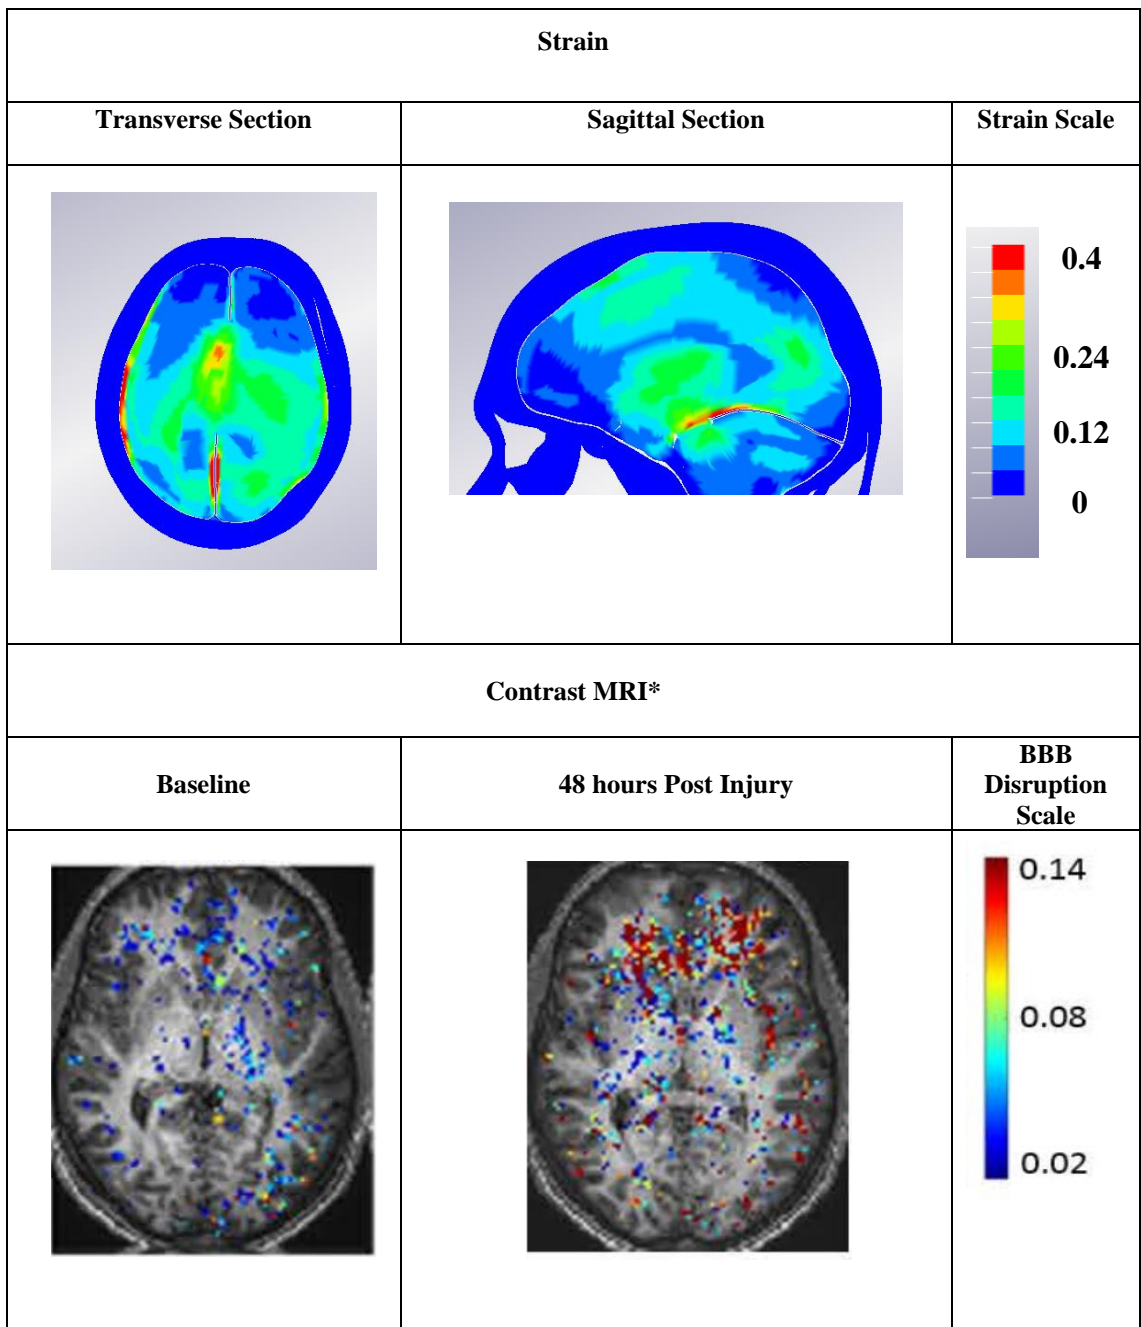 Strain
Transverse Section
Sagittal Section
Strain Scale
0.4
0.24
0.12
0
Contrast MRI*
Baseline
48 hours Post Injury
BBB
Disruption
Scale
0.14
0.08
0.02